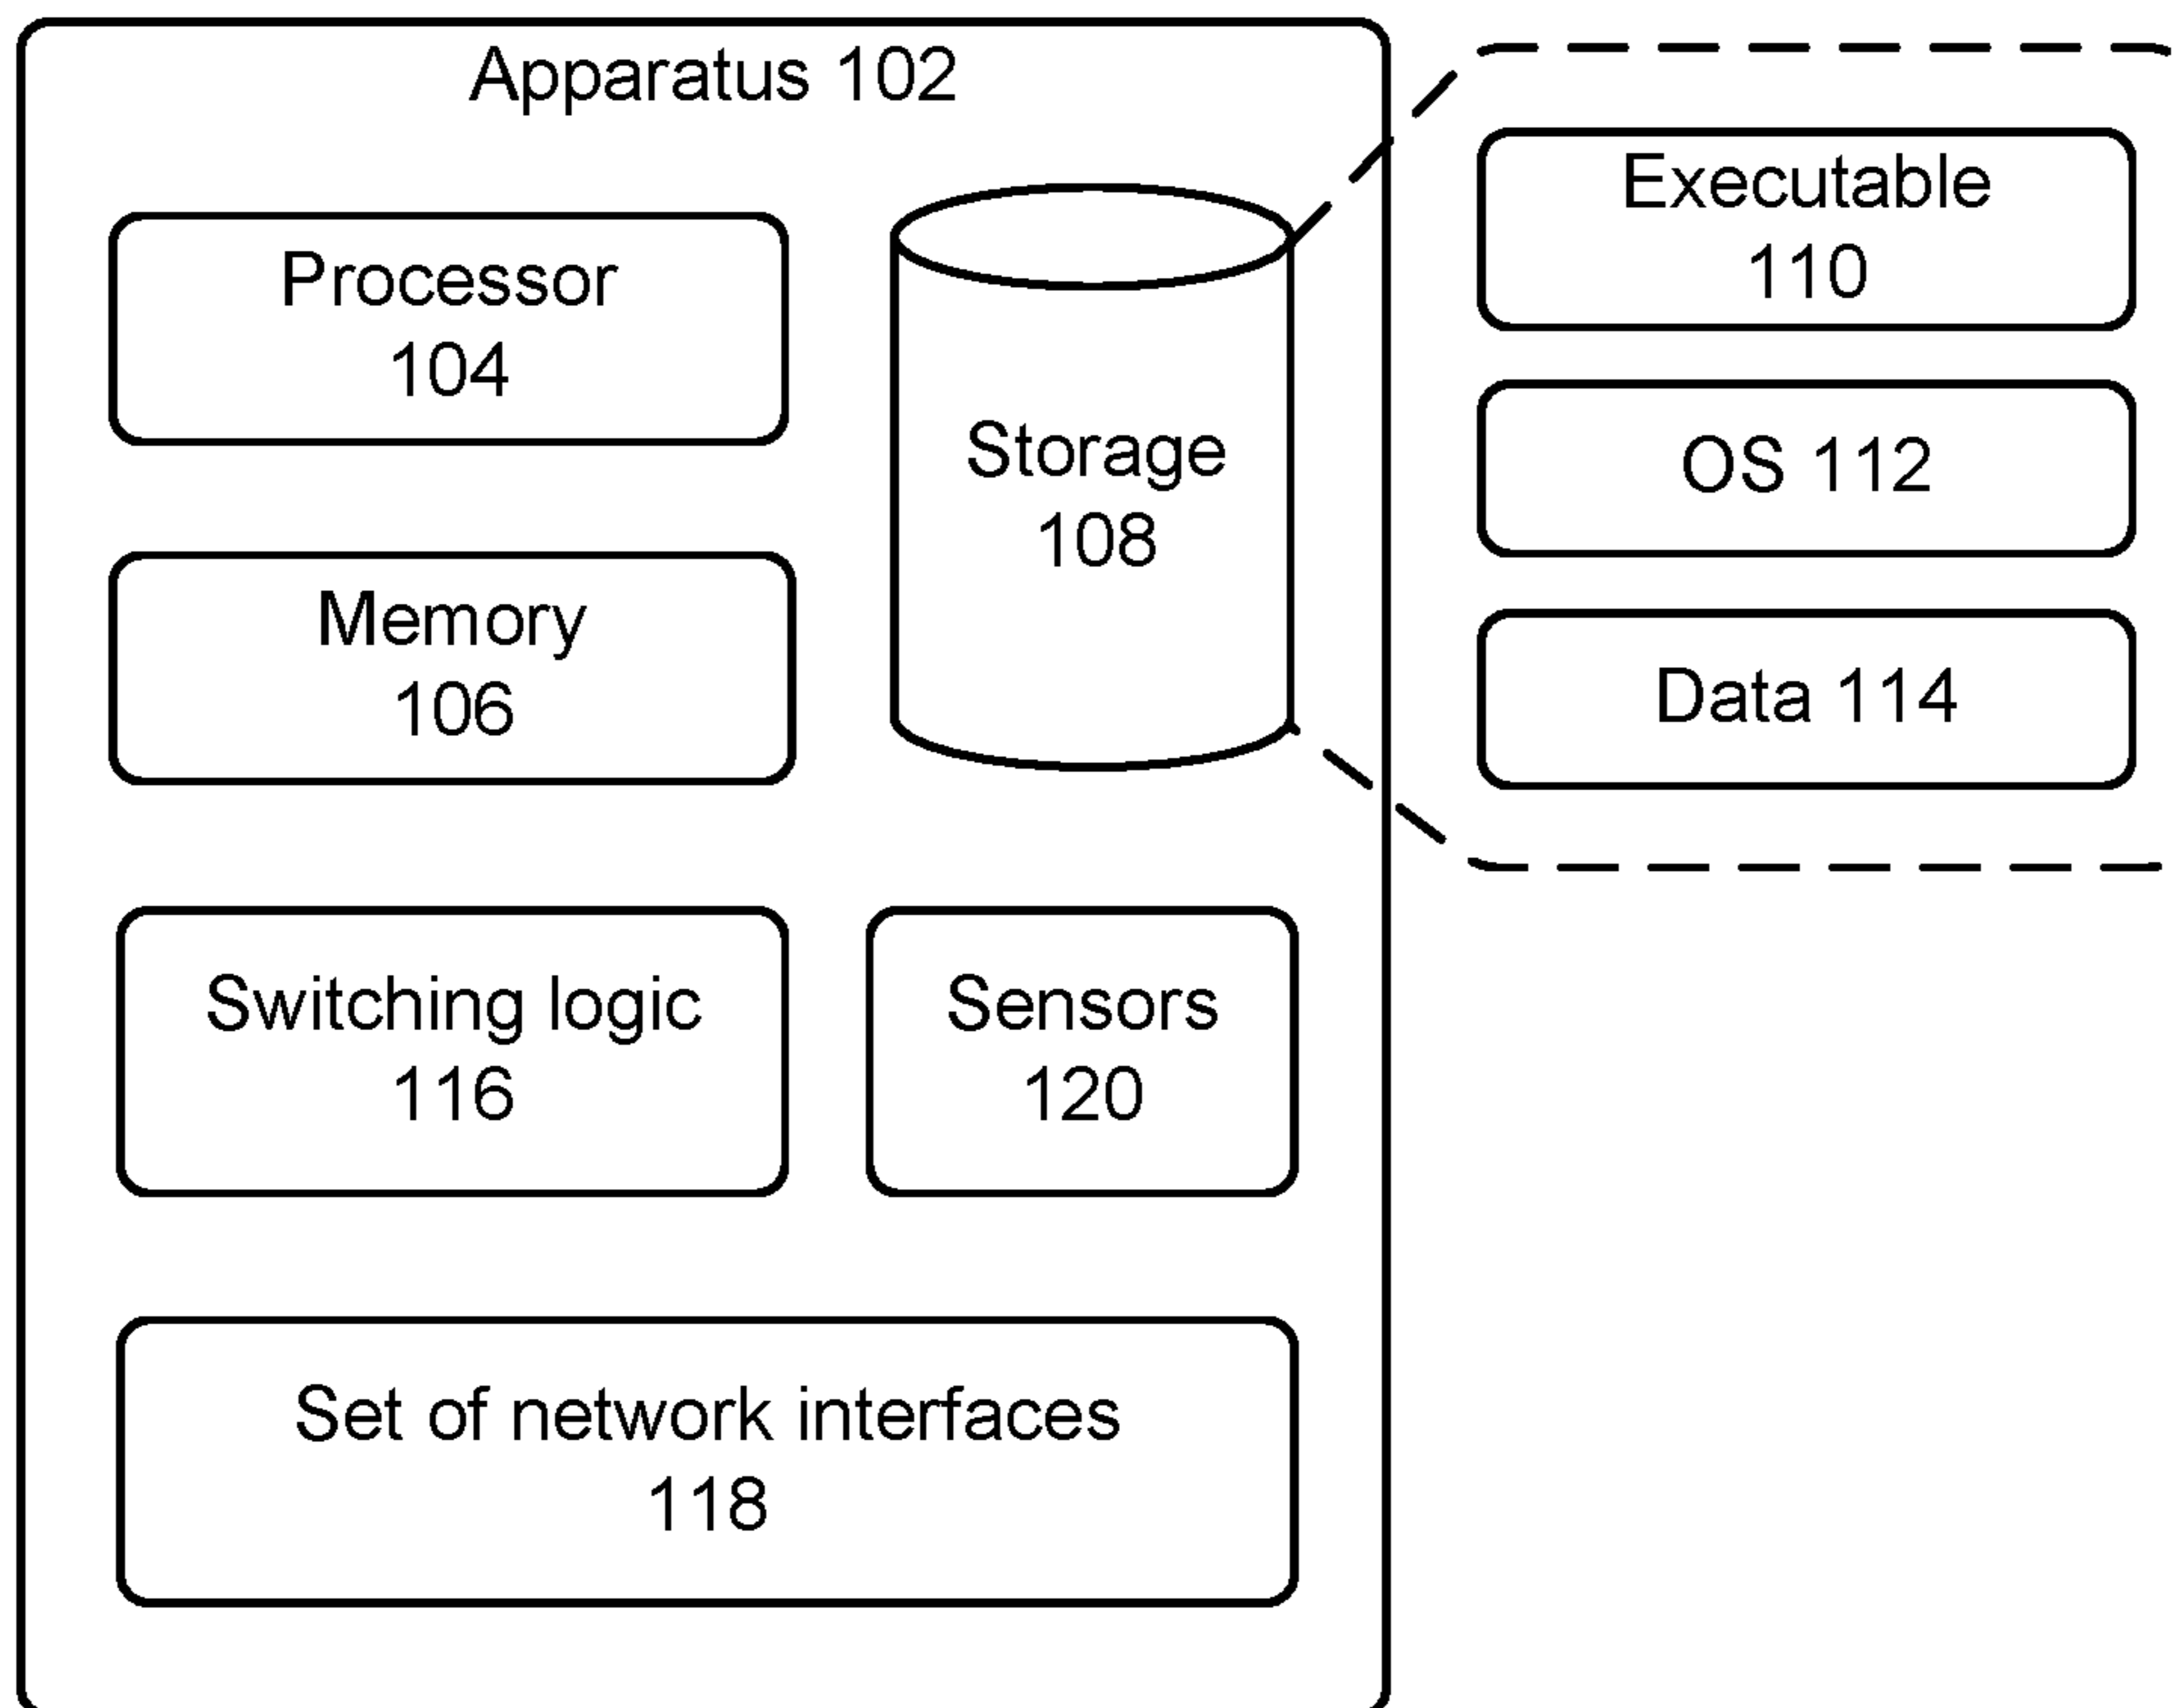 Apparatus 102
Processor
104
Memory
106
Storage
108
Executable
110
OS 112
Data 114
Switching logic
116
Sensors
120
Set of network interfaces
118